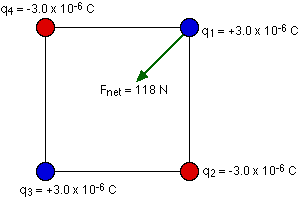 q₄ = -3.0 x 10⁻⁶ C
q₁ = +3.0 x 10⁻⁶ C
Fₙₑₜ = 118 N
q₂ = -3.0 x 10⁻⁶ C
q₃ = +3.0 x 10⁻⁶ C